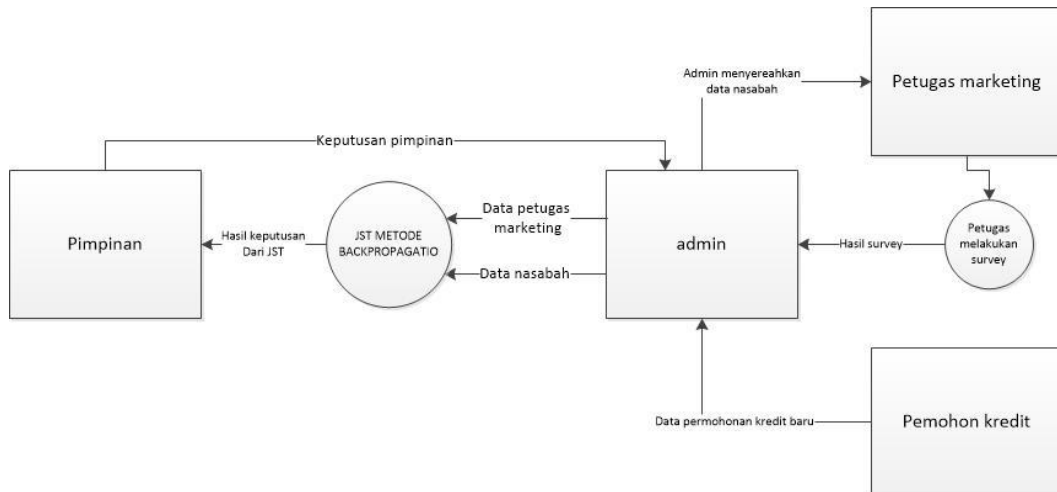 Petugas marketing
Admin menyereahkan
data nasabah
Keputusan pimpinan
Pimpinan
Hasil keputusan
Dari JST
JST METODE
BACKPROPAGATIO
Data petugas
marketing
Data nasabah
admin
Hasil survey
Petugas
melakukan
survey
Data permohonan kredit baru
Pemohon kredit